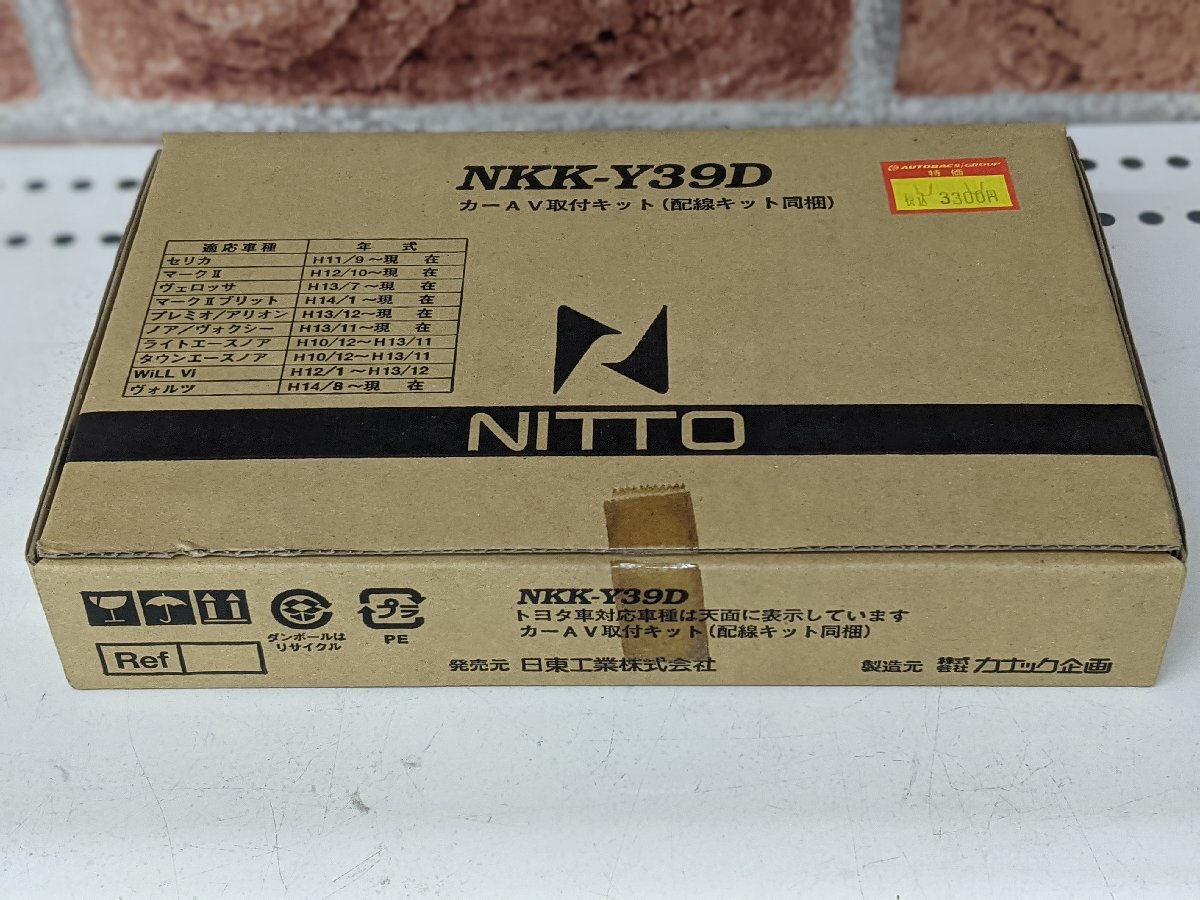 NKK-Y39D
カーAV取付キット(配線キット同梱)
AUTOBACS/GROUP
特価
税込 3300円
適応車種 年式
セリカ H11/9～現在
マークⅡ H12/10～現在
ヴェロッサ H13/7～現在
マークⅡブリット H14/1～現在
プレミオ/アリオン H13/12～現在
ノア/ヴォクシー H13/11～現在
ライトエースノア H10/12～H13/11
タウンエースノア H10/12～H13/11
WiLL Vi H12/1～H13/12
ヴォルツ H14/8～現在
NITTO
NKK-Y39D
トヨタ車対応車種は天面に表示しています
カーAV取付キット(配線キット同梱)
ダンボールは
リサイクル
プラ
PE
Ref
発売元 日東工業株式会社
製造元 株式会社 カナック企画